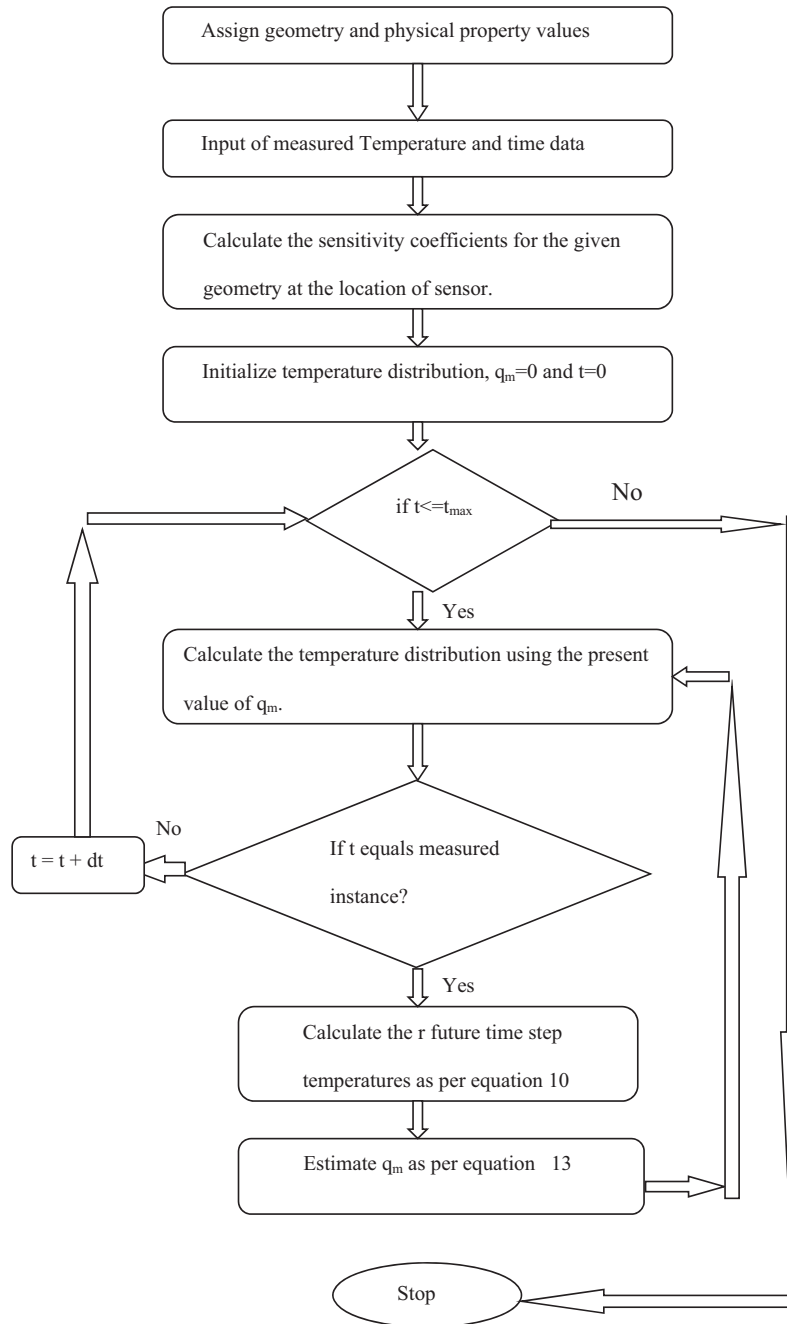 Assign geometry and physical property values
Input of measured Temperature and time data
Calculate the sensitivity coefficients for the given
geometry at the location of sensor.
Initialize temperature distribution, qm=0 and t=0
if t<=tmax
No
Yes
Calculate the temperature distribution using the present
value of qm.
No
t = t + dt
If t equals measured
instance?
Yes
Calculate the r future time step
temperatures as per equation 10
Estimate qm as per equation 13
Stop